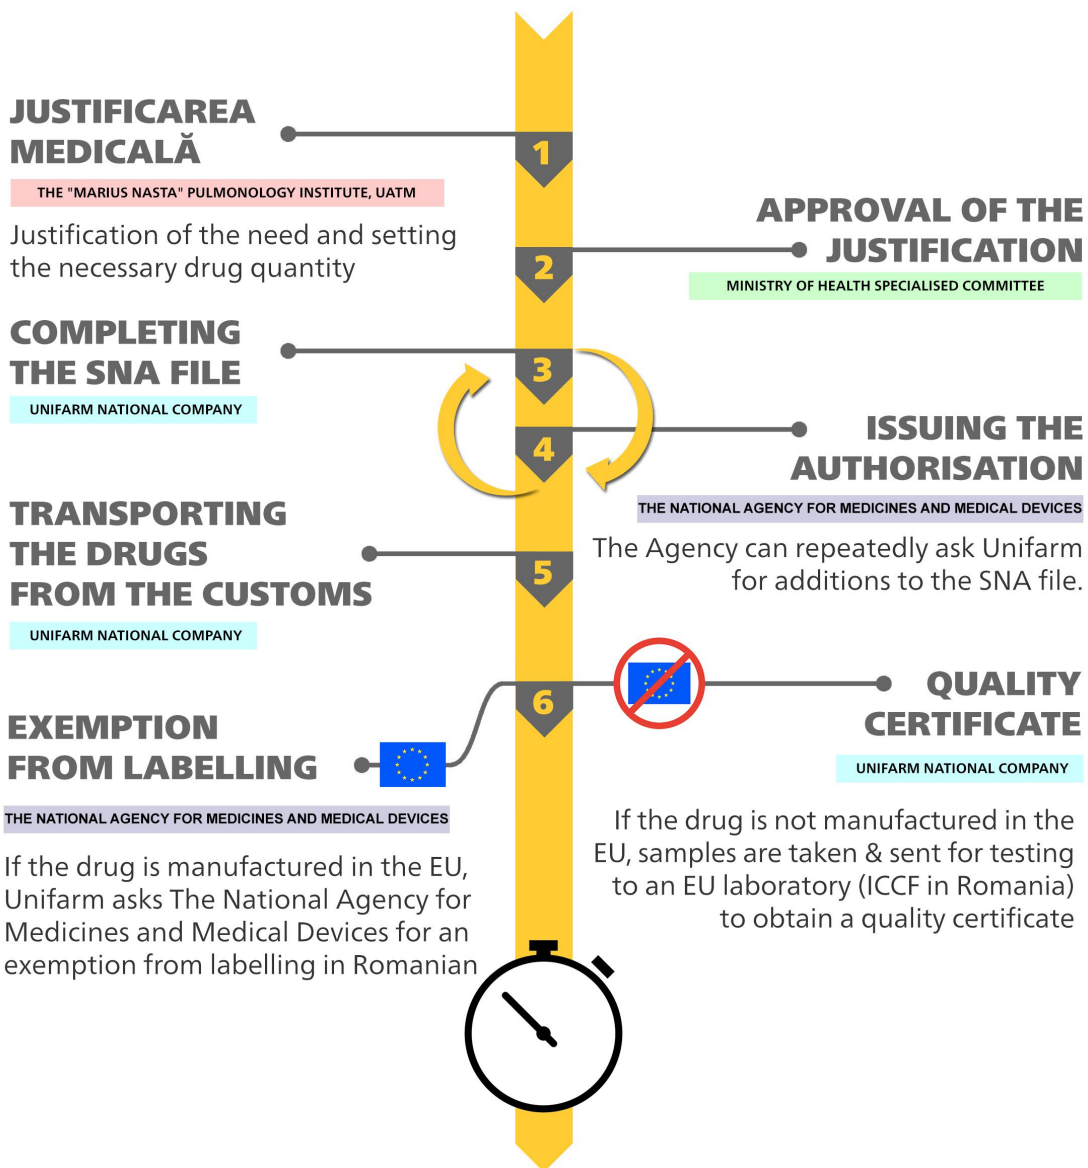 JUSTIFICAREA
MEDICALĂ
1
THE "MARIUS NASTA" PULMONOLOGY INSTITUTE, UATM
Justification of the need and setting
the necessary drug quantity
APPROVAL OF THE
JUSTIFICATION
2
MINISTRY OF HEALTH SPECIALISED COMMITTEE
COMPLETING
THE SNA FILE
3
UNIFARM NATIONAL COMPANY
ISSUING THE
AUTHORISATION
4
THE NATIONAL AGENCY FOR MEDICINES AND MEDICAL DEVICES
The Agency can repeatedly ask Unifarm
for additions to the SNA file.
TRANSPORTING
THE DRUGS
FROM THE CUSTOMS
5
UNIFARM NATIONAL COMPANY
6
EXEMPTION
FROM LABELLING
THE NATIONAL AGENCY FOR MEDICINES AND MEDICAL DEVICES
If the drug is manufactured in the EU,
Unifarm asks The National Agency for
Medicines and Medical Devices for an
exemption from labelling in Romanian
QUALITY
CERTIFICATE
UNIFARM NATIONAL COMPANY
If the drug is not manufactured in the
EU, samples are taken & sent for testing
to an EU laboratory (ICCF in Romania)
to obtain a quality certificate